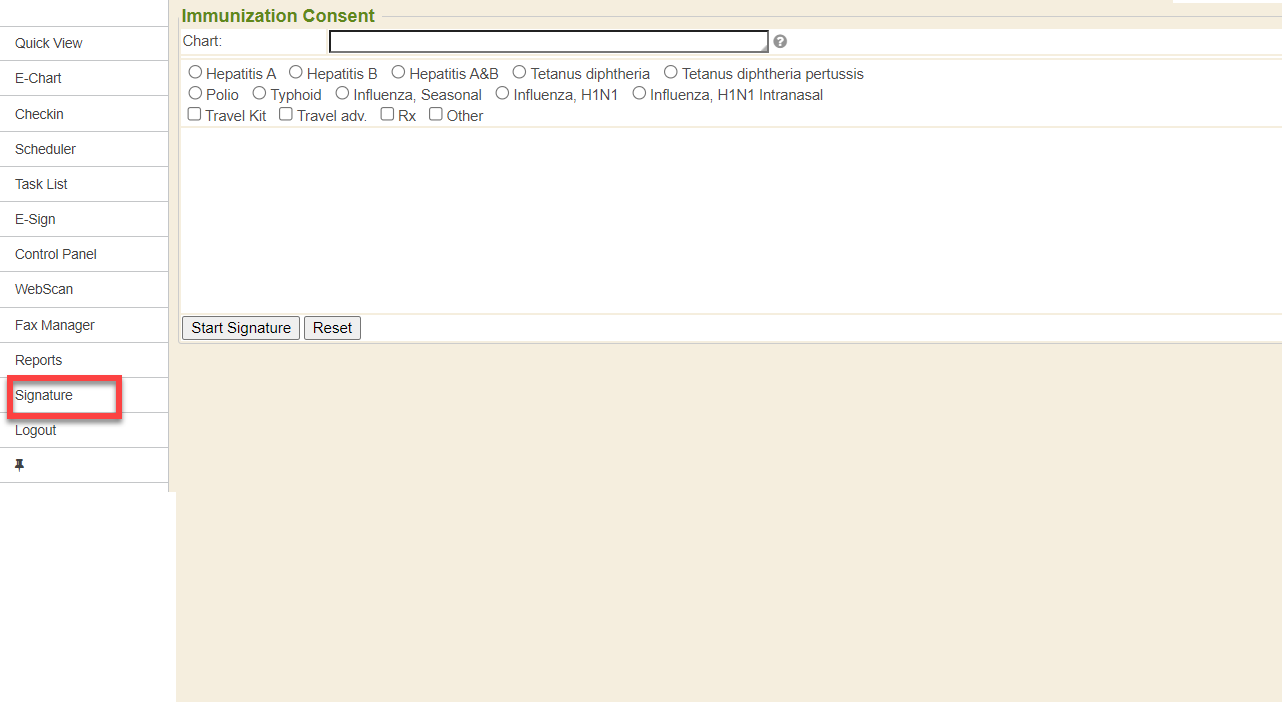 Immunization Consent
Chart:
Hepatitis A Hepatitis B Hepatitis A&B Tetanus diphtheria Tetanus diphtheria pertussis
Polio Typhoid Influenza, Seasonal Influenza, H1N1 Influenza, H1N1 Intranasal
Travel Kit Travel adv. Rx Other
Start Signature Reset
Quick View
E-Chart
Checkin
Scheduler
Task List
E-Sign
Control Panel
WebScan
Fax Manager
Reports
Signature
Logout